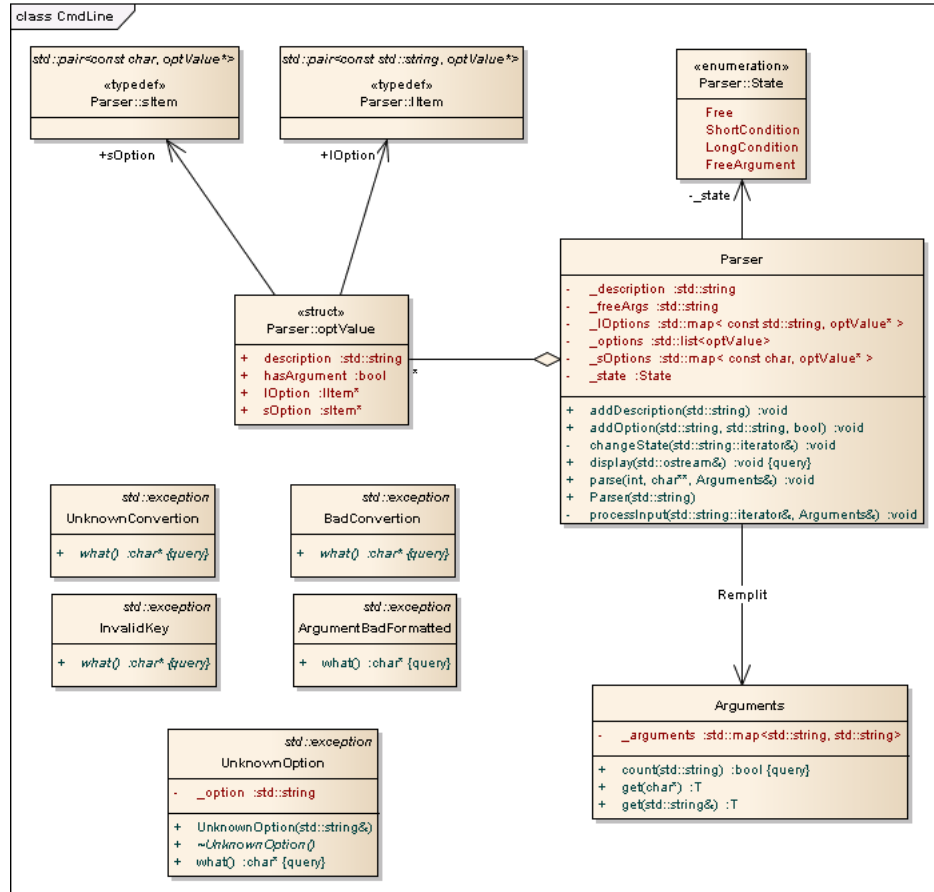 class CmdLine
std::pair<const char, optValue*>
«typedef»
Parser::sItem
std::pair<const std::string, optValue*>
«typedef»
Parser::lItem
«enumeration»
Parser::State
Free
ShortCondition
LongCondition
FreeArgument
+sOption
+lOption
-_state
«struct»
Parser::optValue
+ description :std::string
+ hasArgument :bool
+ lOption :lItem*
+ sOption :sItem*
*
Parser
- _description :std::string
- _freeArgs :std::string
- _lOptions :std::map< const std::string, optValue* >
- _options :std::list<optValue>
- _sOptions :std::map< const char, optValue* >
- _state :State
+ addDescription(std::string) :void
+ addOption(std::string, std::string, bool) :void
- changeState(std::string::iterator&) :void
+ display(std::ostream&) :void {query}
+ parse(int, char**, Arguments&) :void
+ Parser(std::string)
- processInput(std::string::iterator&, Arguments&) :void
std::exception
UnknownConvertion
+ what() :char* {query}
std::exception
BadConvertion
+ what() :char* {query}
std::exception
InvalidKey
+ what() :char* {query}
std::exception
ArgumentBadFormatted
+ what() :char* {query}
Remplit
std::exception
UnknownOption
- _option :std::string
+ UnknownOption(std::string&)
+ ~UnknownOption()
+ what() :char* {query}
Arguments
- _arguments :std::map<std::string, std::string>
+ count(std::string) :bool {query}
+ get(char*) :T
+ get(std::string&) :T